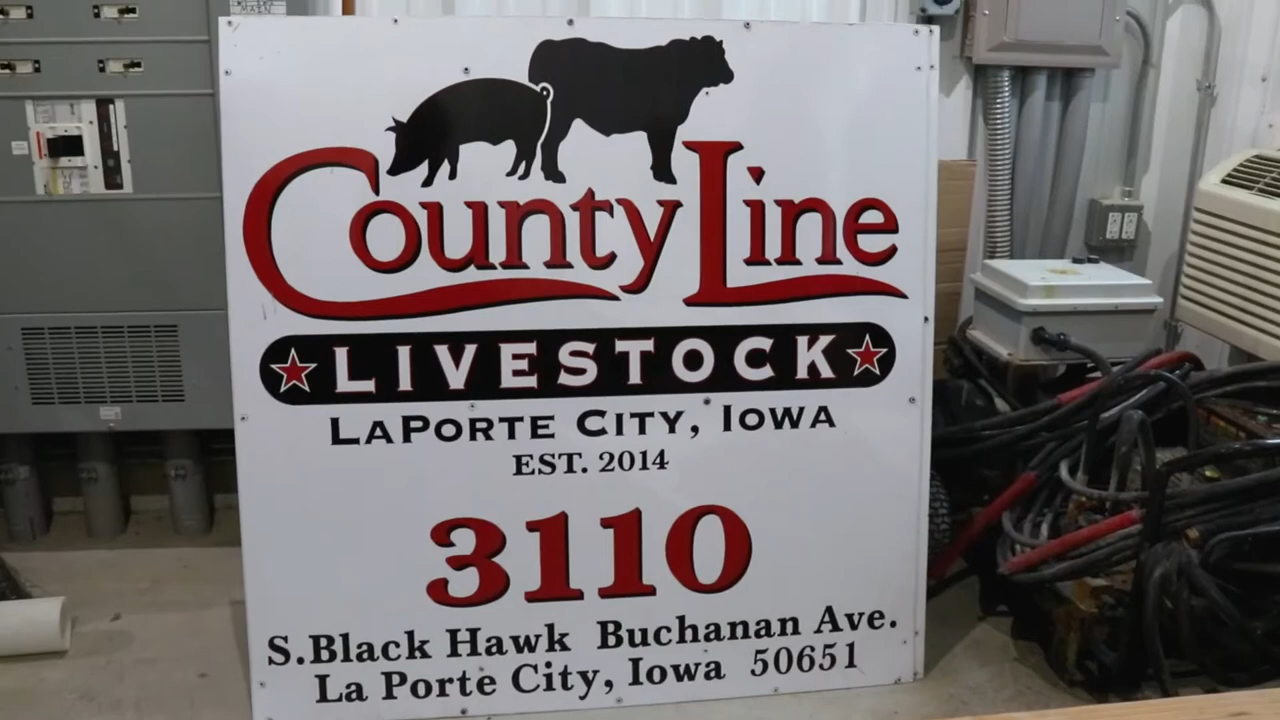 County Line
LIVESTOCK
LaPorte City, Iowa
EST. 2014
3110
S.Black Hawk Buchanan Ave.
La Porte City, Iowa 50651